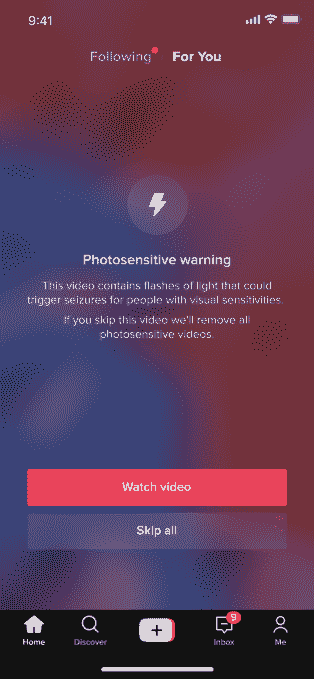 9:41
Following For You
Photosensitive warning
This video contains flashes of light that could
trigger seizures for people with visual sensitivities.
If you skip this video we'll remove all
photosensitive videos.
Watch video
Skip all
9
Home Discover Inbox Me